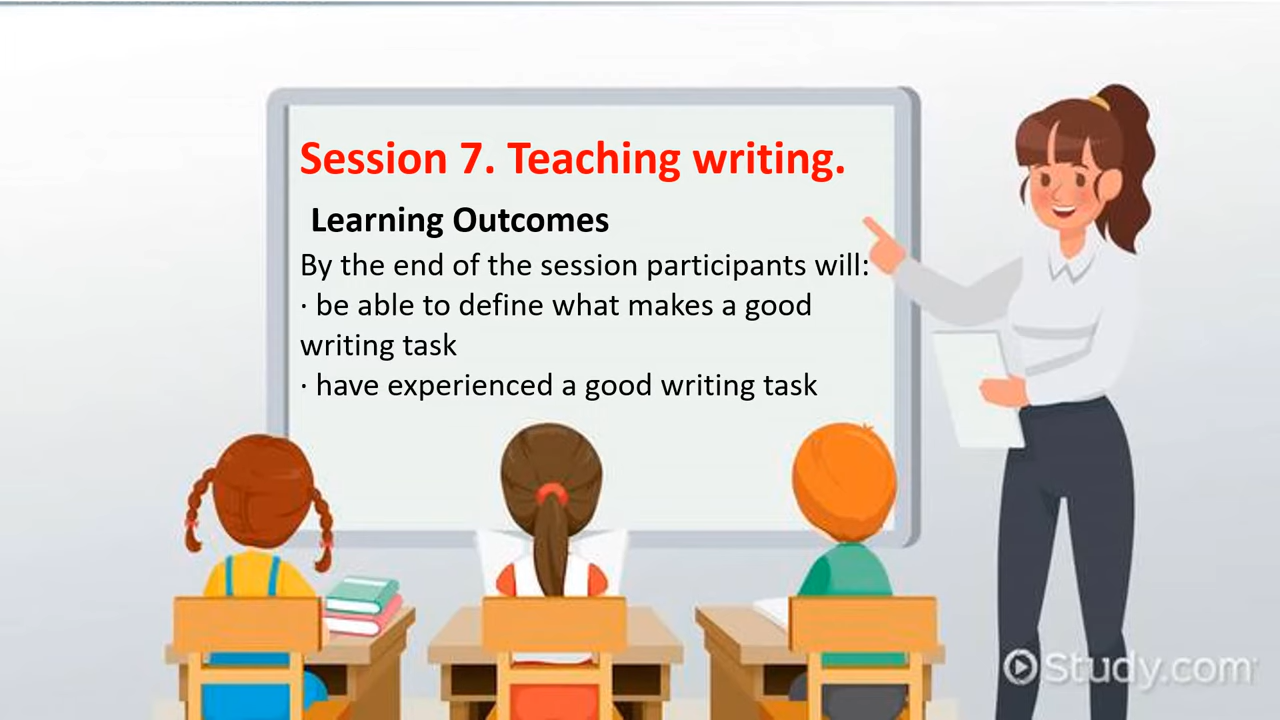 Session 7. Teaching writing.
Learning Outcomes
By the end of the session participants will:
· be able to define what makes a good
writing task
· have experienced a good writing task
Study.com